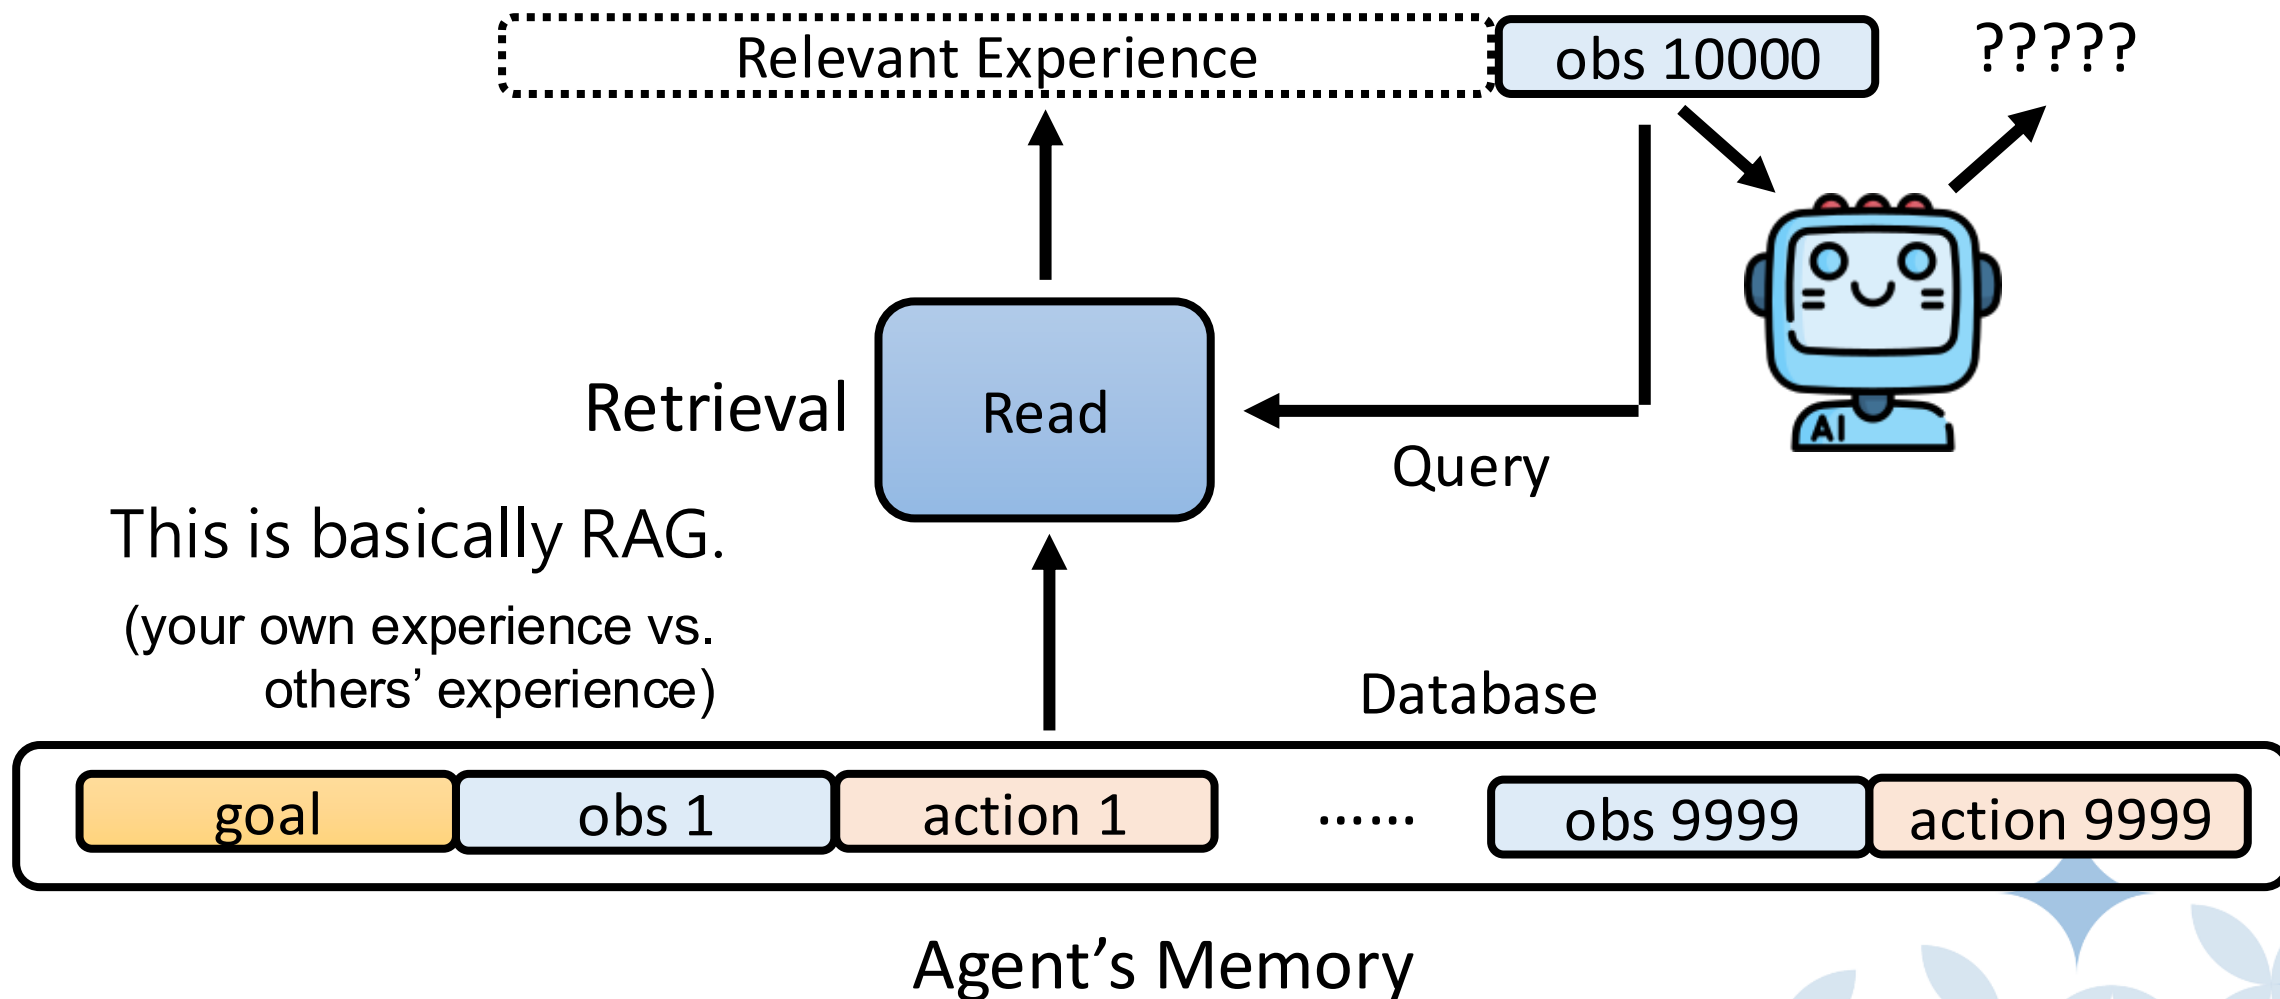 Relevant Experience
obs 10000
?????
Retrieval
Read
Query
AI
This is basically RAG.
(your own experience vs.
others’ experience)
Database
goal
obs 1
action 1
······
obs 9999
action 9999
Agent’s Memory